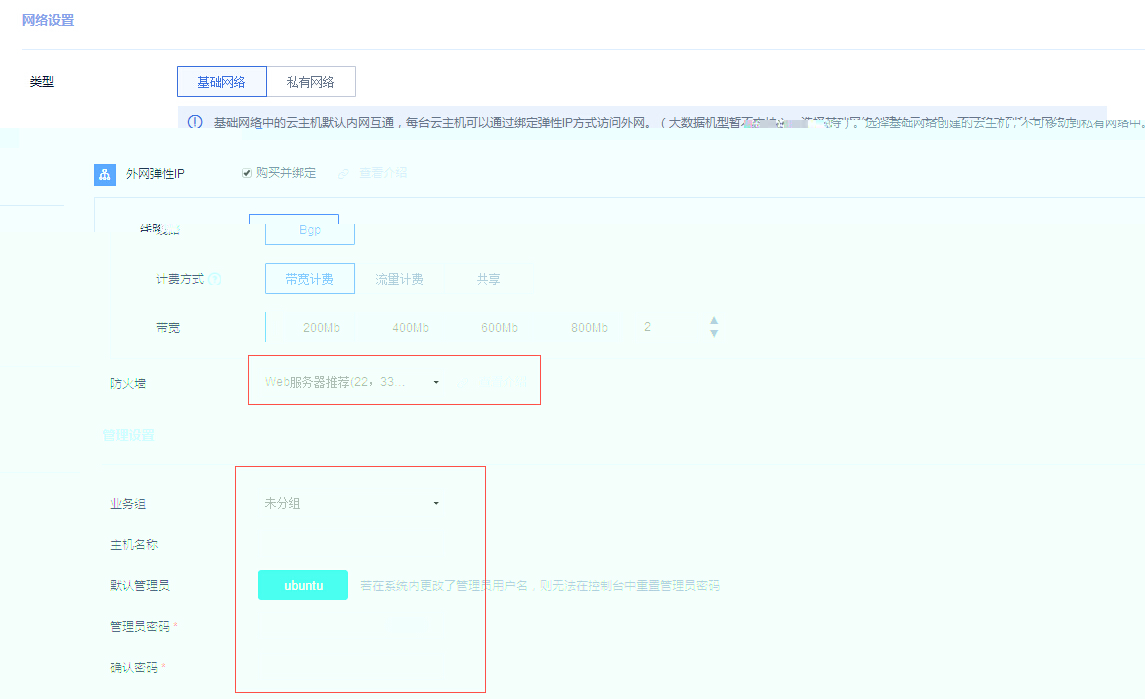 网络设置
类型
基础网络 私有网络
基础网络中的云主机默认内网互通，每台云主机可以通过绑定弹性IP方式访问外网。（大数据机型暂不
选择基础网络创建的云主机，不可移动到私有网络中。
外网弹性IP 购买并绑定 查看介绍
Bgp
计费方式 带宽计费 流量计费 共享
带宽 200Mb 400Mb 600Mb 800Mb 2
防火墙 Web服务器推荐(22，33...
管理设置
业务组 未分组
主机名称
默认管理员 ubuntu 若在系统内更改了管理员用户名，则无法在控制台中重置管理员密码
管理员密码 *
确认密码 *